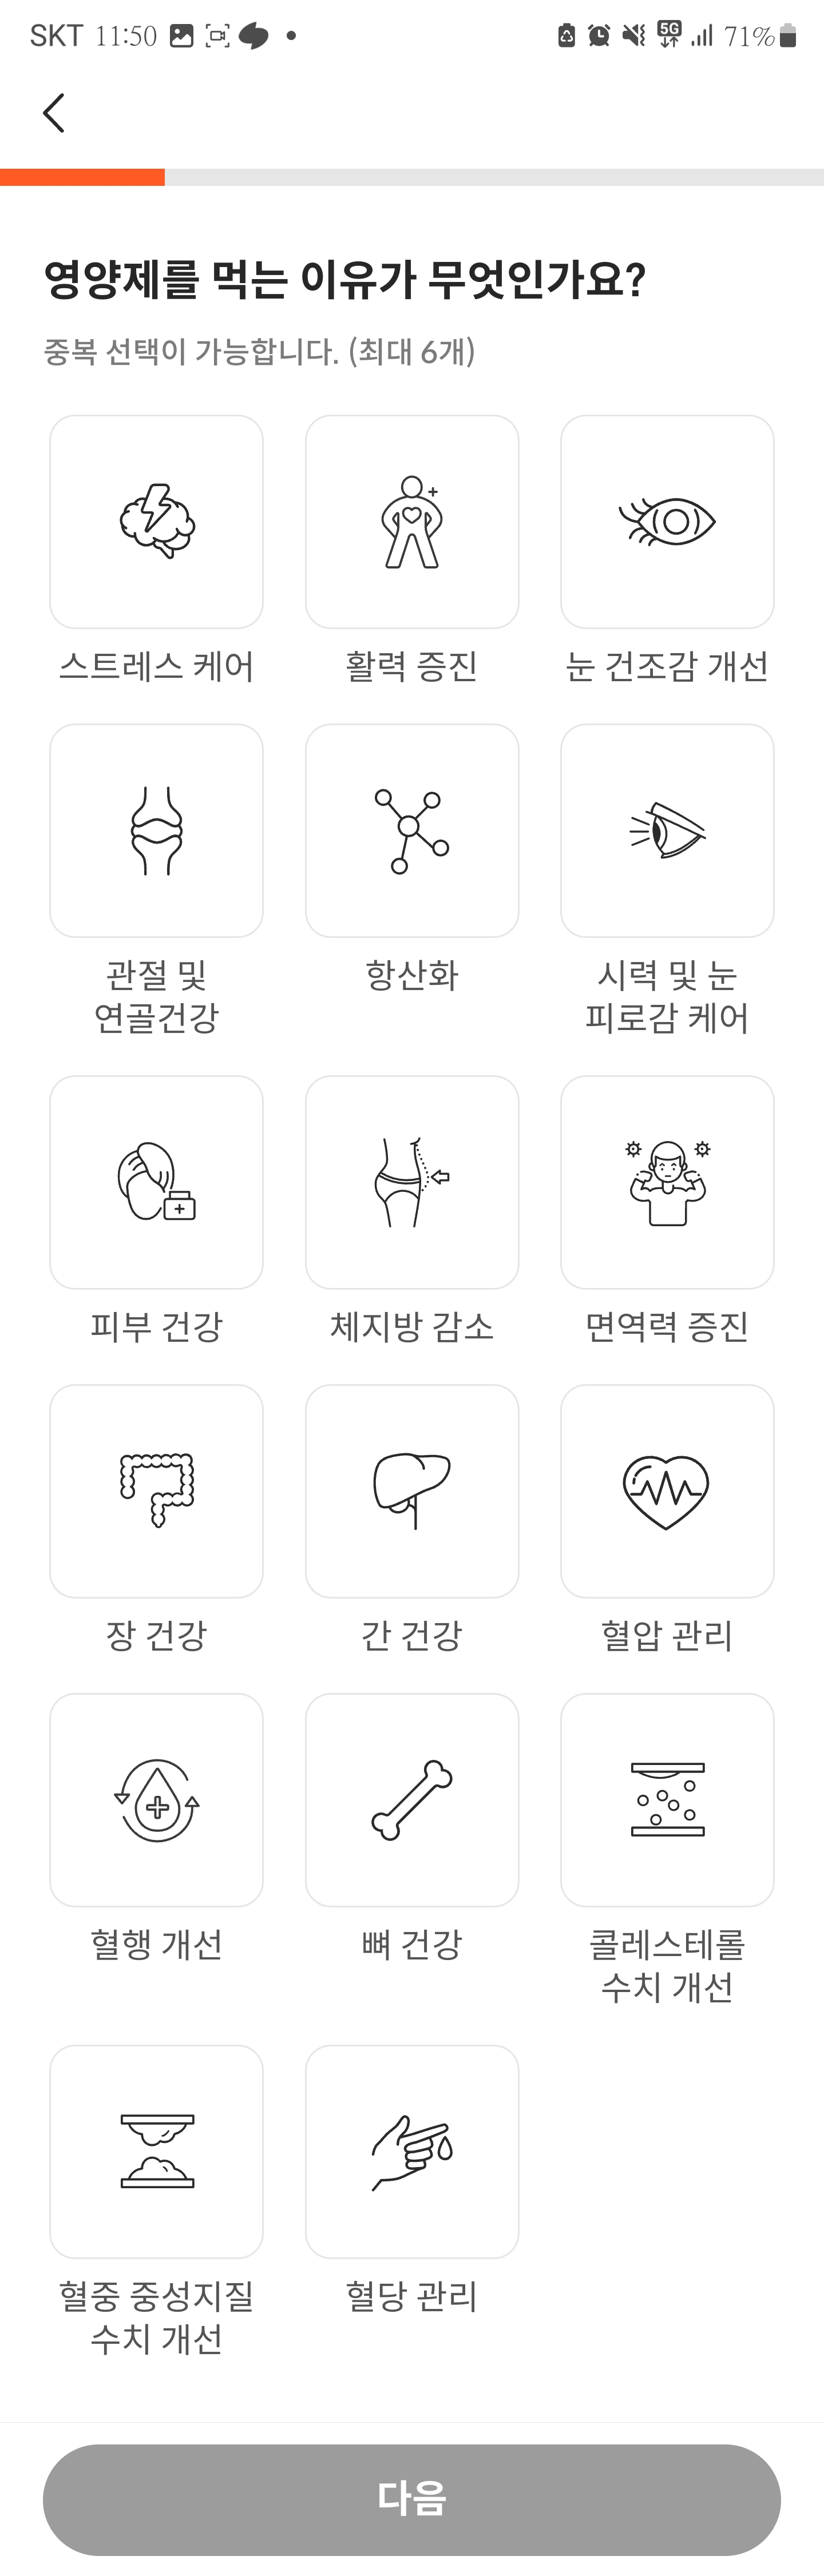 SKT 11:50 5G 71%
영양제를 먹는 이유가 무엇인가요?
중복 선택이 가능합니다. (최대 6개)
스트레스 케어
활력 증진
눈 건조감 개선
관절 및
연골건강
항산화
시력 및 눈
피로감 케어
피부 건강
체지방 감소
면역력 증진
장 건강
간 건강
혈압 관리
혈행 개선
뼈 건강
콜레스테롤
수치 개선
혈중 중성지질
수치 개선
혈당 관리
다음